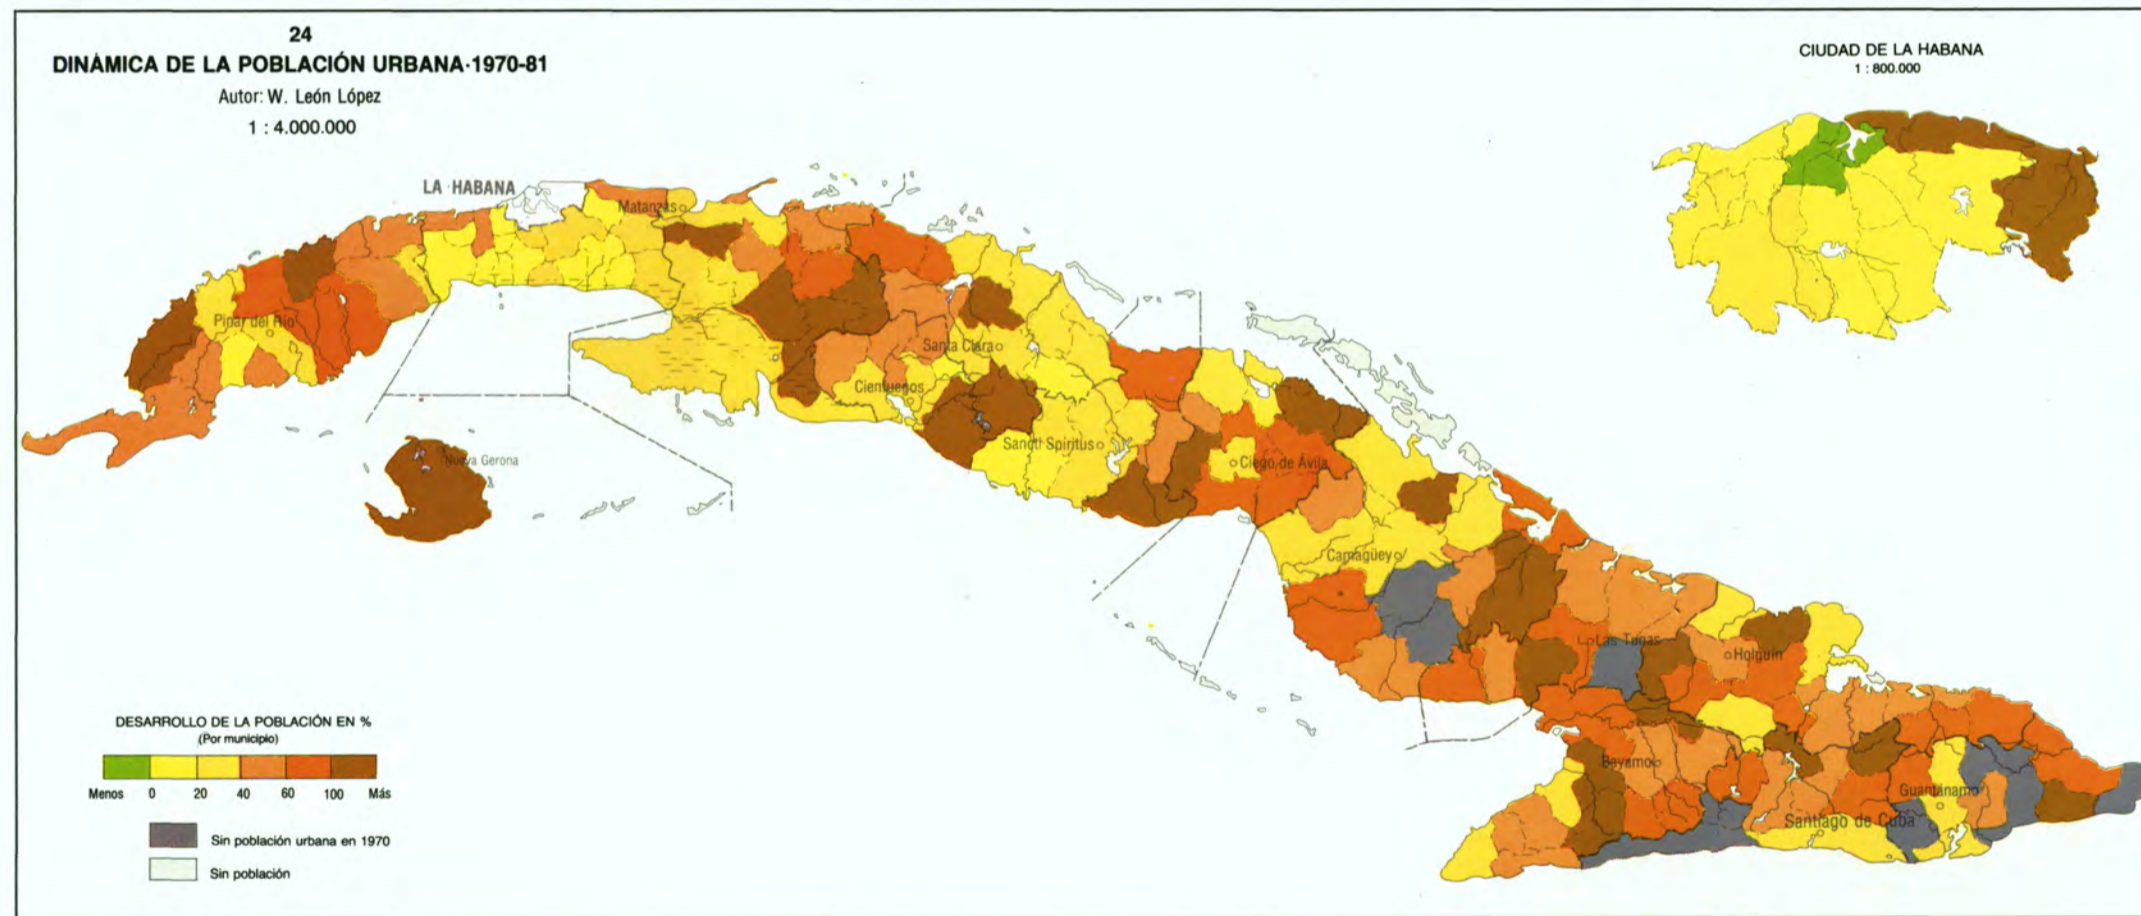 24
DINÁMICA DE LA POBLACIÓN URBANA·1970-81
Autor: W. León López
1 : 4.000.000
CIUDAD DE LA HABANA
1 : 800.000
LA HABANA
Matanzas
Pinar del Río
Santa Clara
Cienfuegos
Nueva Gerona
Sancti Spíritus
Ciego de Avila
Camagüey
Las Tunas
Holguín
Bayamo
Guantánamo
Santiago de Cuba
DESARROLLO DE LA POBLACIÓN EN %
(Por municipio)
Menos 0 20 40 60 100 Más
Sin población urbana en 1970
Sin población